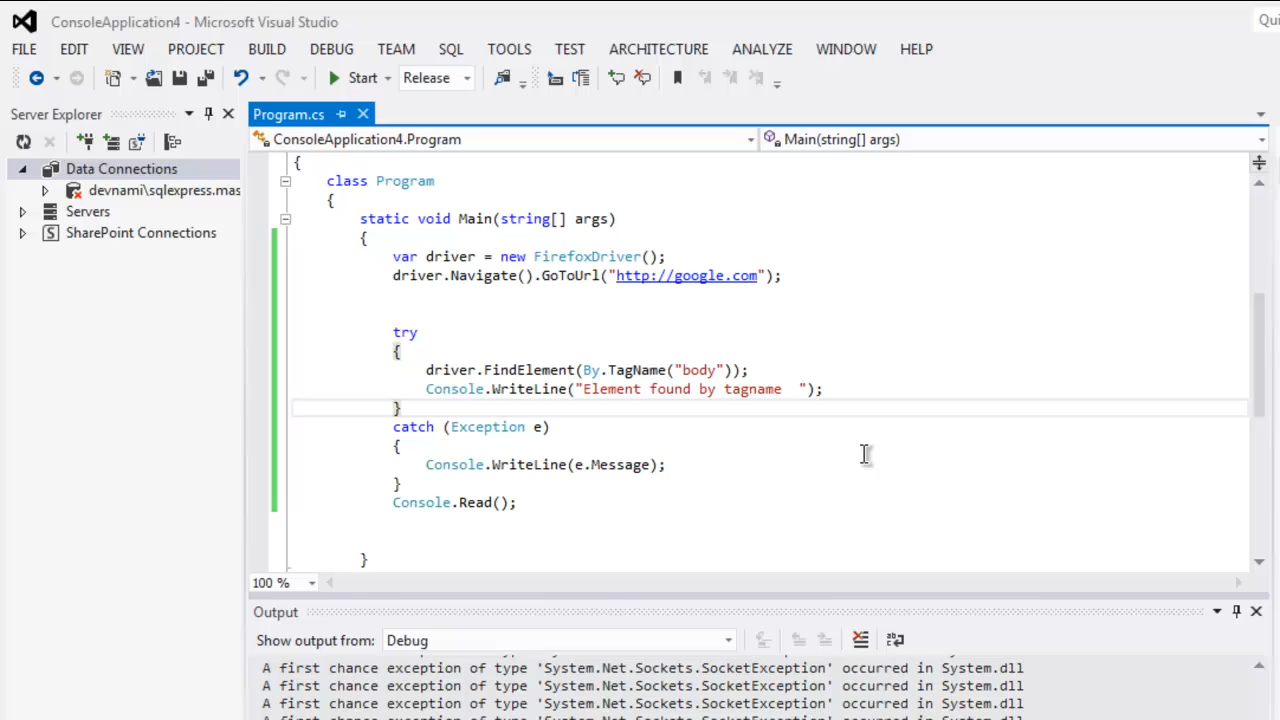 ConsoleApplication4 - Microsoft Visual Studio
Qui
FILE EDIT VIEW PROJECT BUILD DEBUG TEAM SQL TOOLS TEST ARCHITECTURE ANALYZE WINDOW HELP
Start Release
Server Explorer
Data Connections
devnami\sqlexpress.mas
Servers
SharePoint Connections
Program.cs
ConsoleApplication4.Program
Main(string[] args)
{
class Program
{
static void Main(string[] args)
{
var driver = new FirefoxDriver();
driver.Navigate().GoToUrl("http://google.com");
try
{
driver.FindElement(By.TagName("body"));
Console.WriteLine("Element found by tagname  ");
}
catch (Exception e)
{
Console.WriteLine(e.Message);
}
Console.Read();
}
100 %
Output
Show output from: Debug
A first chance exception of type 'System.Net.Sockets.SocketException' occurred in System.dll
A first chance exception of type 'System.Net.Sockets.SocketException' occurred in System.dll
A first chance exception of type 'System.Net.Sockets.SocketException' occurred in System.dll